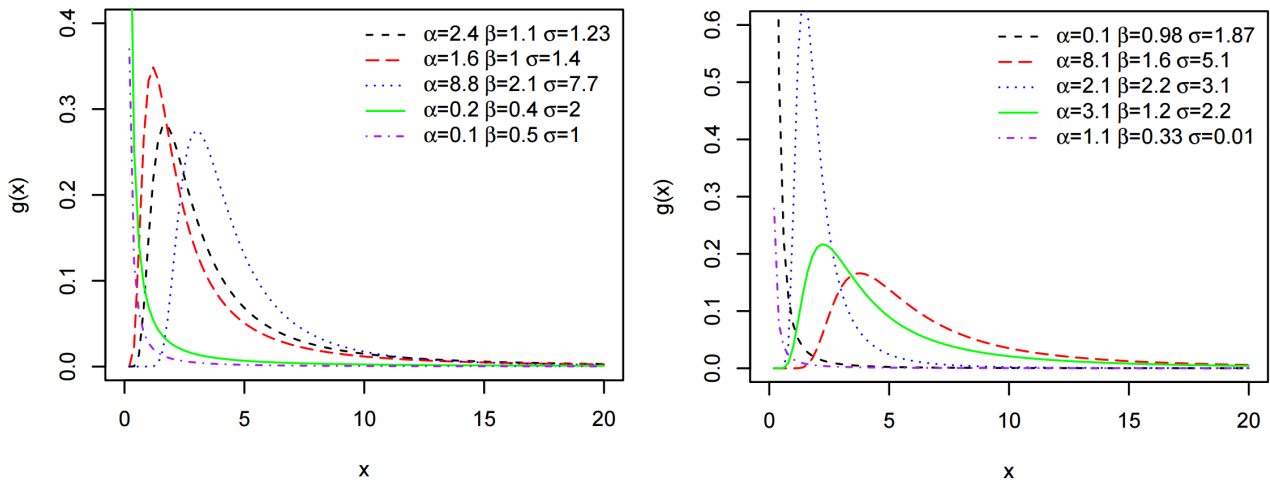 g(x)
0.4
0.3
0.2
0.1
0.0
α=2.4 β=1.1 σ=1.23
α=1.6 β=1 σ=1.4
α=8.8 β=2.1 σ=7.7
α=0.2 β=0.4 σ=2
α=0.1 β=0.5 σ=1
0 5 10 15 20
x
g(x)
0.6
0.5
0.4
0.3
0.2
0.1
0.0
α=0.1 β=0.98 σ=1.87
α=8.1 β=1.6 σ=5.1
α=2.1 β=2.2 σ=3.1
α=3.1 β=1.2 σ=2.2
α=1.1 β=0.33 σ=0.01
0 5 10 15 20
x